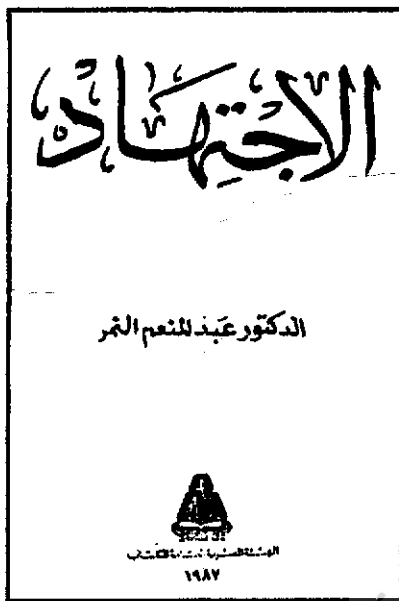 الاجتهاد
الدكتور عبد المنعم النمر
الهيئة المصرية العامة للكتاب
١٩٨٧